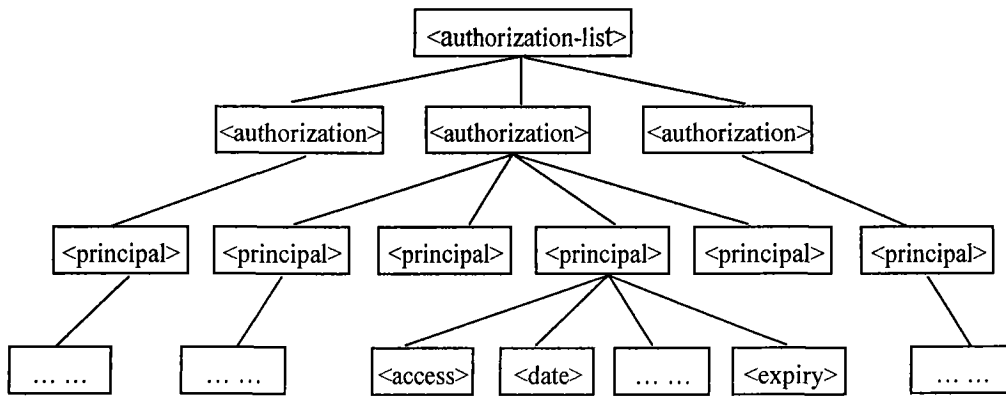 <authorization-list>
<authorization> <authorization> <authorization>
<principal> <principal> <principal> <principal> <principal> <principal>
... ... ... ... <access> <date> ... ... <expiry> ... ...